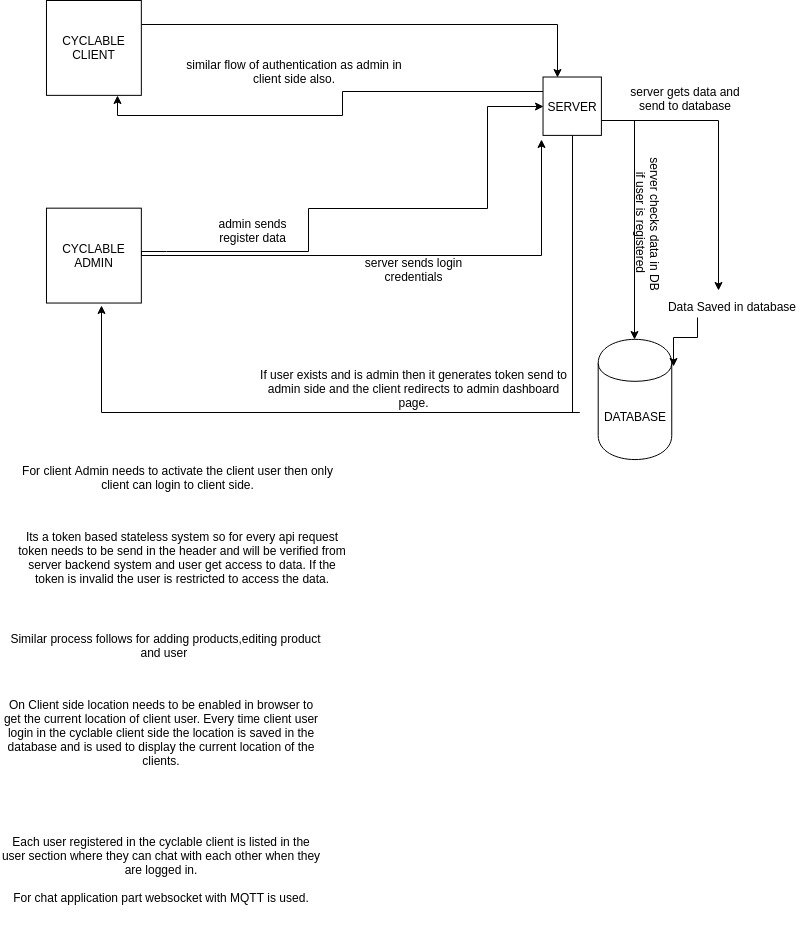 CYCLABLE
CLIENT
similar flow of authentication as admin in
client side also.
SERVER
server gets data and
send to database
server checks data in DB
if user is registered
CYCLABLE
ADMIN
admin sends
register data
server sends login
credentials
Data Saved in database
If user exists and is admin then it generates token send to
admin side and the client redirects to admin dashboard
page.
DATABASE
For client Admin needs to activate the client user then only
client can login to client side.
Its a token based stateless system so for every api request
token needs to be send in the header and will be verified from
server backend system and user get access to data. If the
token is invalid the user is restricted to access the data.
Similar process follows for adding products,editing product
and user
On Client side location needs to be enabled in browser to
get the current location of client user. Every time client user
login in the cyclable client side the location is saved in the
database and is used to display the current location of the
clients.
Each user registered in the cyclable client is listed in the
user section where they can chat with each other when they
are logged in.
For chat application part websocket with MQTT is used.